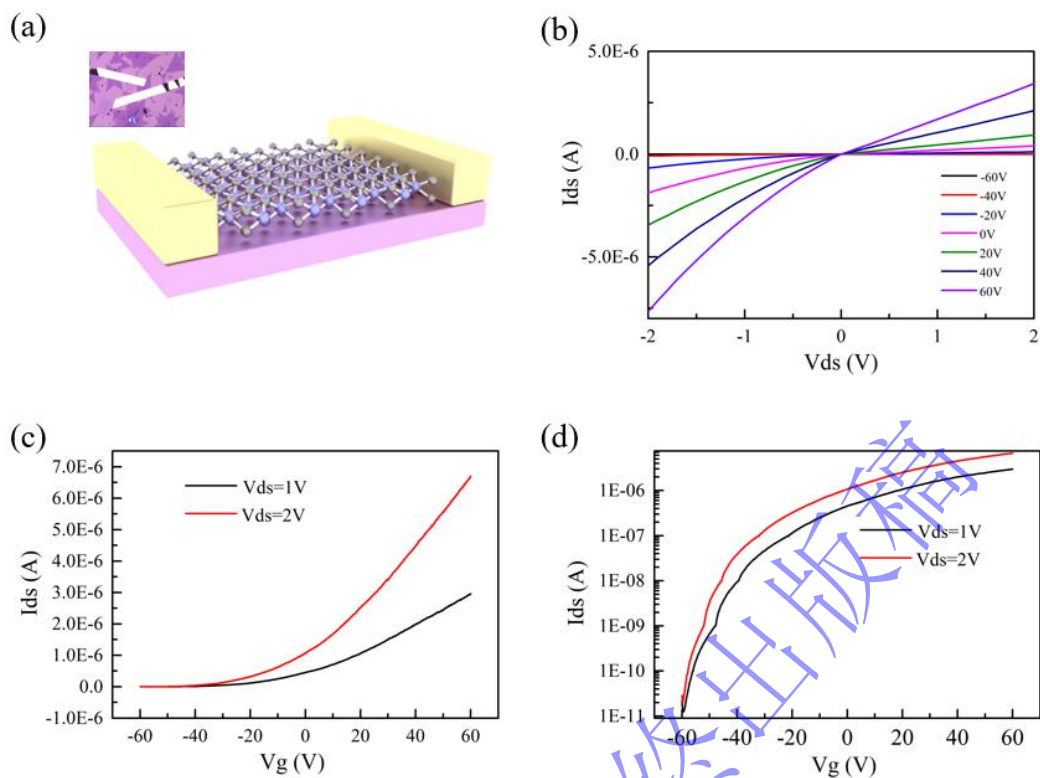 (a)
(b)
5.0E-6
0.0
-5.0E-6
Ids (A)
-60V
-40V
-20V
0V
20V
40V
60V
-2
-1
0
1
2
Vds (V)
(c)
7.0E-6
6.0E-6
5.0E-6
4.0E-6
3.0E-6
2.0E-6
1.0E-6
0.0
-1.0E-6
Ids (A)
Vds=1V
Vds=2V
-60
-40
-20
0
20
40
60
Vg (V)
(d)
1E-06
1E-07
1E-08
1E-09
1E-10
1E-11
Ids (A)
Vds=1V
Vds=2V
-60
-40
-20
0
20
40
60
Vg (V)
出版稿